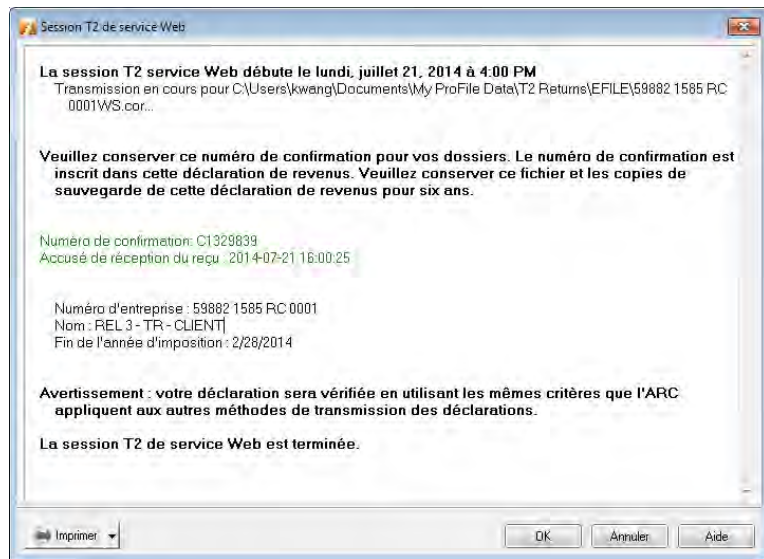 Session T2 de service Web
La session T2 service Web débute le lundi, juillet 21, 2014 à 4:00 PM
Transmission en cours pour C:\Users\kwang\Documents\My ProFile Data\T2 Returns\EFILE\59882 1585 RC
0001WS.cor...
Veuillez conserver ce numéro de confirmation pour vos dossiers. Le numéro de confirmation est
inscrit dans cette déclaration de revenus. Veuillez conserver ce fichier et les copies de
sauvegarde de cette déclaration de revenus pour six ans.
Numéro de confirmation: C1329839
Accusé de réception du reçu : 2014-07-21 16:00:25
Numéro d'entreprise : 59882 1585 RC 0001
Nom : REL 3 - TR - CLIENT
Fin de l'année d'imposition : 2/28/2014
Avertissement : votre déclaration sera vérifiée en utilisant les mêmes critères que l'ARC
appliquent aux autres méthodes de transmission des déclarations.
La session T2 de service Web est terminée.
Imprimer OK Annuler Aide